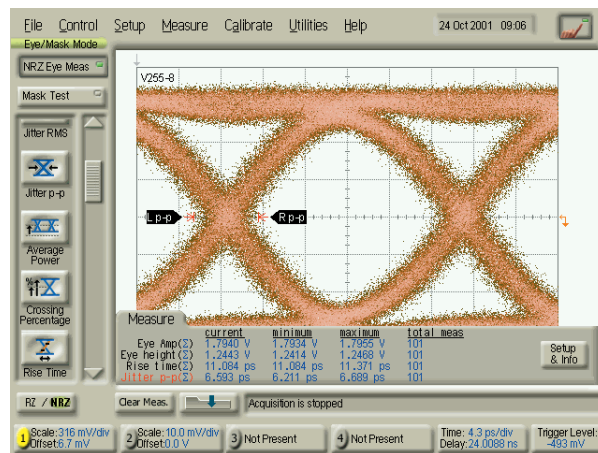 File Control Setup Measure Calibrate Utilities Help 24 Oct 2001 09:06
Eye/Mask Mode
NRZ Eye Meas
Mask Test
Jitter RMS
Jitter p-p
Average
Power
Crossing
Percentage
Rise Time
V255-8
L p-p
R p-p
Measure
current minimum maximum total meas
Eye Amp(Σ) 1.7940 V 1.7934 V 1.7955 V 101
Eye height(Σ) 1.2443 V 1.2414 V 1.2468 V 101
Rise time(Σ) 11.084 ps 11.084 ps 11.371 ps 101
Jitter p-p(Σ) 6.593 ps 6.211 ps 6.689 ps 101
Setup
& Info
RZ / NRZ
Clear Meas.
Acquisition is stopped
1 Scale:316 mV/div
Offset:6.7 mV
2 Scale:10.0 mV/div
Offset:0.0 V
3 Not Present
4 Not Present
Time: 4.3 ps/div
Delay:24.0088 ns
Trigger Level:
-493 mV